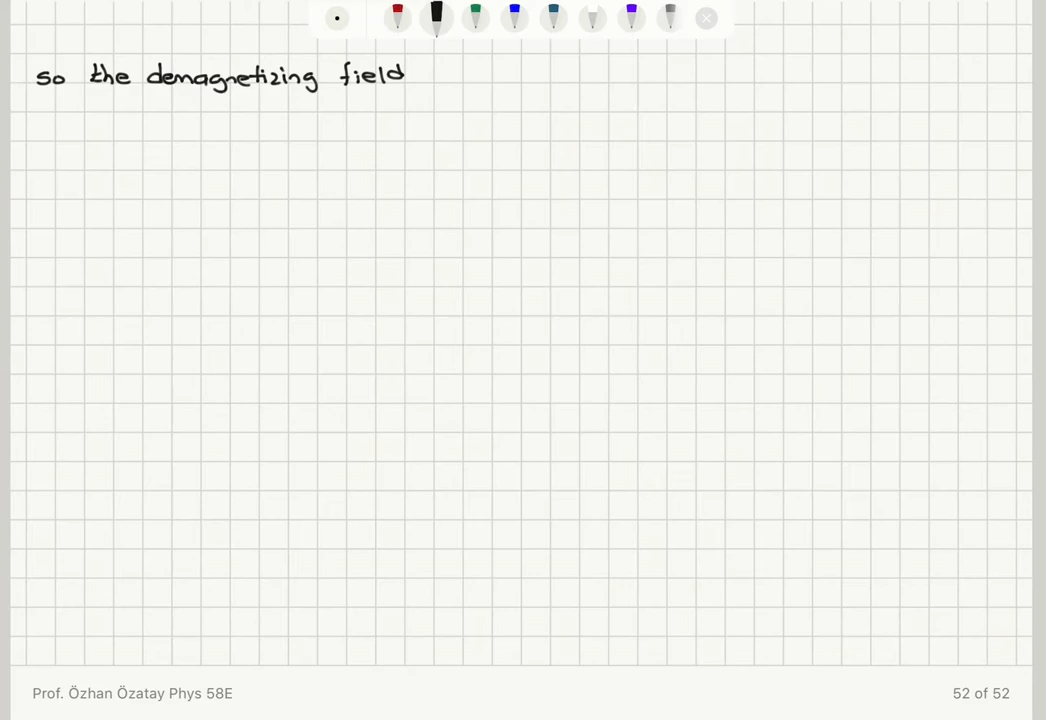 so the demagnetizing field
Prof. Özhan Özatay Phys 58E
52 of 52